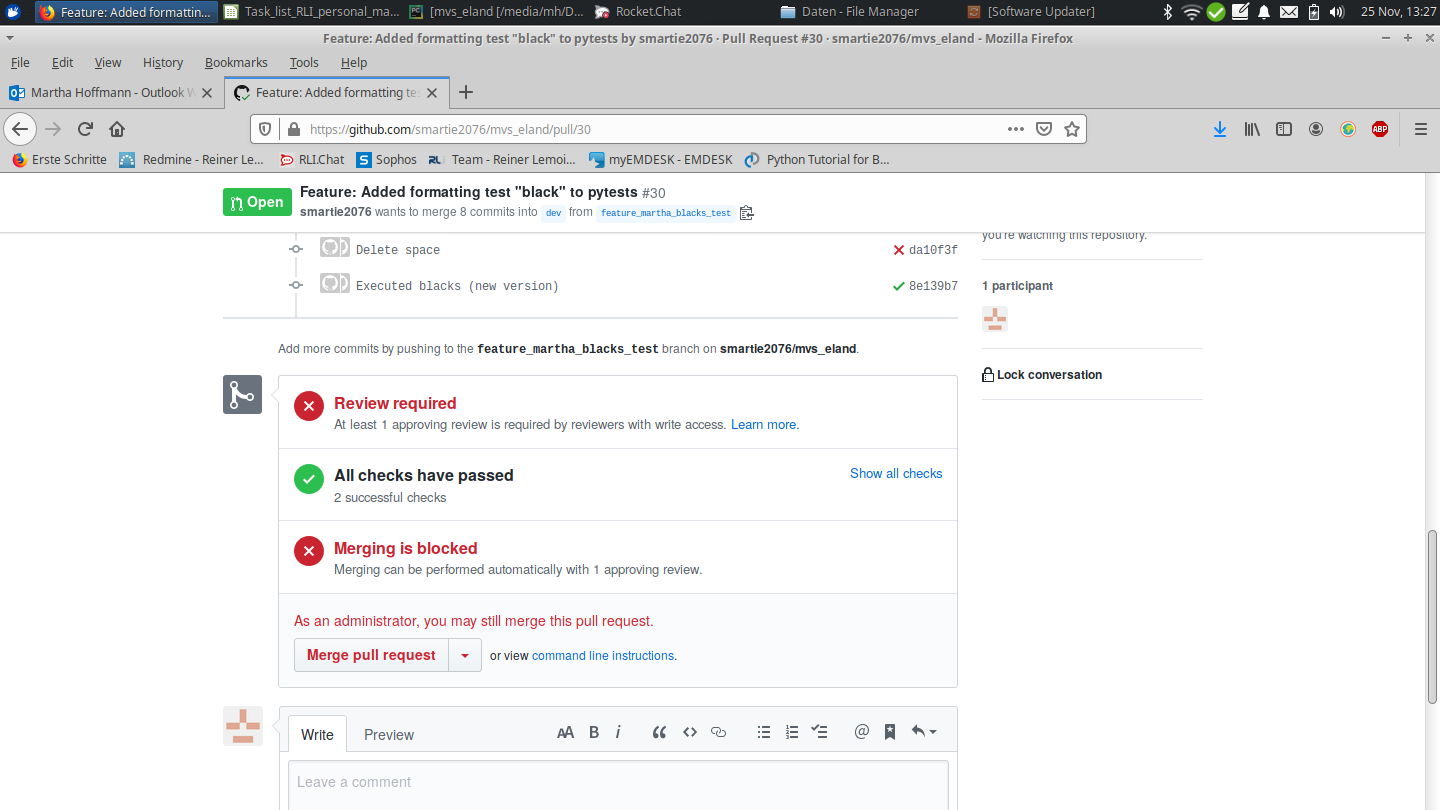 Feature: Added formattin...
Task_list_RLI_personal_ma...
[mvs_eland [/media/mh/D...
Rocket.Chat
Daten - File Manager
[Software Updater]
25 Nov, 13:27
Feature: Added formatting test "black" to pytests by smartie2076 · Pull Request #30 · smartie2076/mvs_eland - Mozilla Firefox
File Edit View History Bookmarks Tools Help
Martha Hoffmann - Outlook W
Feature: Added formatting te
https://github.com/smartie2076/mvs_eland/pull/30
ABP
Erste Schritte
Redmine - Reiner Le...
RLI.Chat
Sophos
Team - Reiner Lemoi...
myEMDESK - EMDESK
Python Tutorial for B...
Open
Feature: Added formatting test "black" to pytests #30
smartie2076 wants to merge 8 commits into dev from feature_martha_blacks_test
you're watching this repository.
Delete space da10f3f
Executed blacks (new version) 8e139b7
1 participant
Add more commits by pushing to the feature_martha_blacks_test branch on smartie2076/mvs_eland.
Lock conversation
Review required
At least 1 approving review is required by reviewers with write access. Learn more.
All checks have passed
Show all checks
2 successful checks
Merging is blocked
Merging can be performed automatically with 1 approving review.
As an administrator, you may still merge this pull request.
Merge pull request
or view command line instructions.
Write
Preview
AA B i
@
Leave a comment